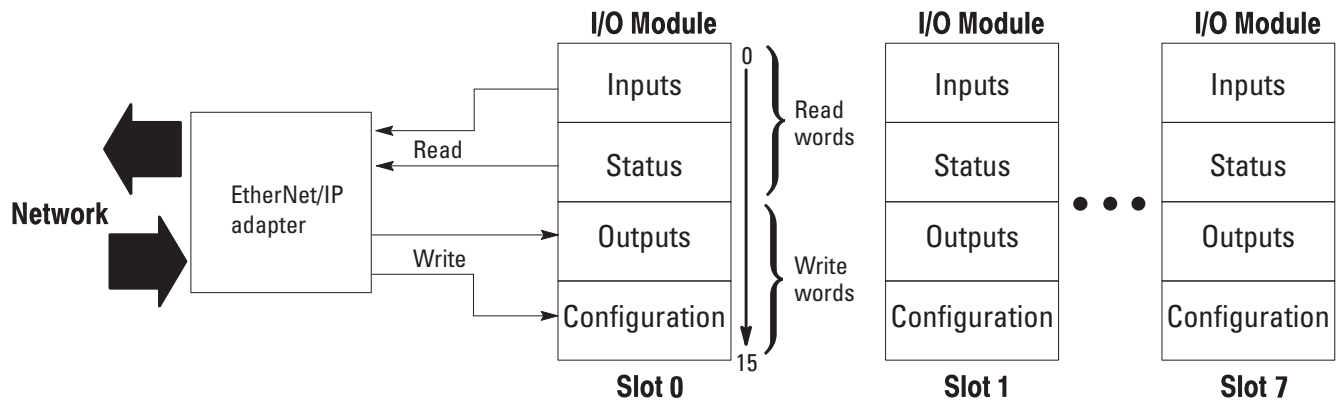 I/O Module
I/O Module
I/O Module
0
Inputs
Inputs
Inputs
Read
words
Read
Status
Status
Status
EtherNet/IP
adapter
Network
Outputs
Outputs
Outputs
Write
Write
words
Configuration
Configuration
Configuration
15
Slot 0
Slot 1
Slot 7